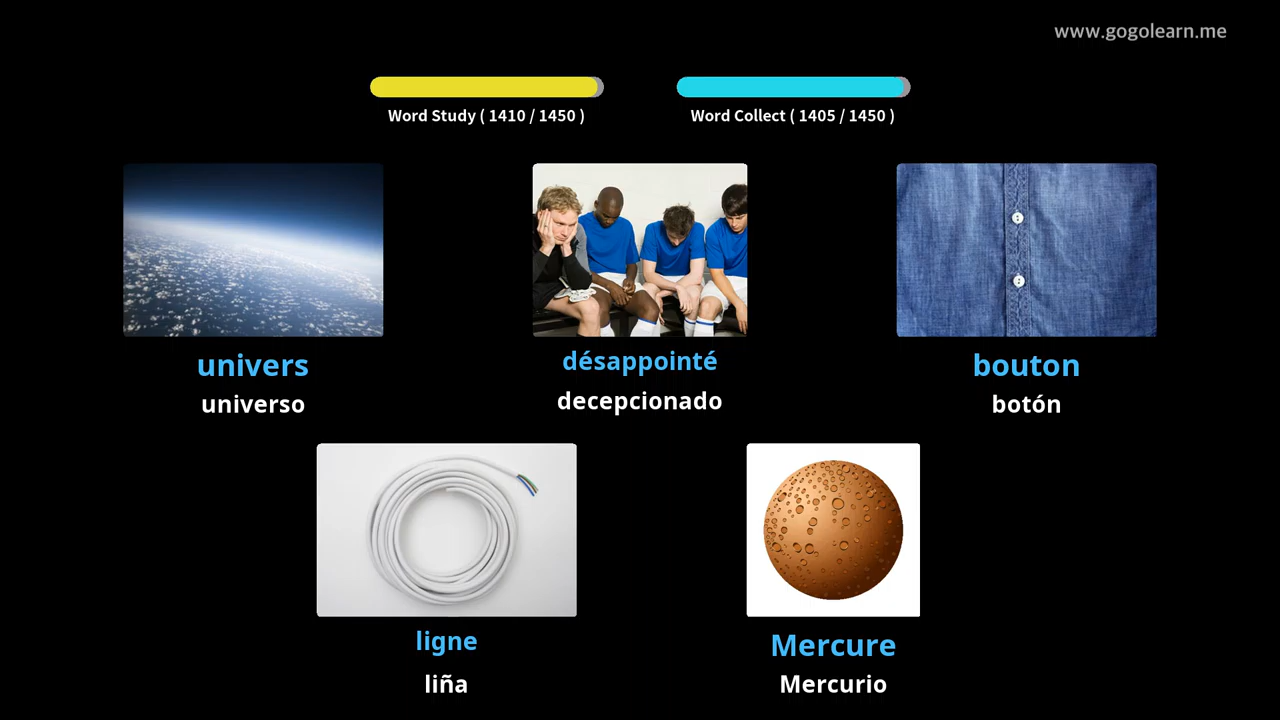 www.gogolearn.me
Word Study ( 1410 / 1450 )
Word Collect ( 1405 / 1450 )
univers
universo
désappointé
decepcionado
bouton
botón
ligne
liña
Mercure
Mercurio